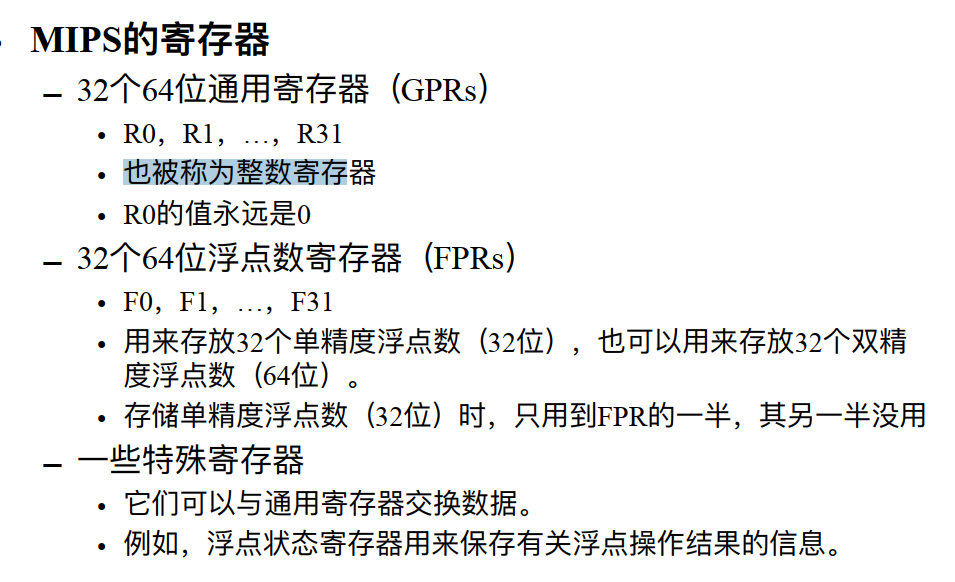 • MIPS的寄存器
– 32个64位通用寄存器（GPRs）
• R0，R1，…，R31
• 也被称为整数寄存器
• R0的值永远是0
– 32个64位浮点数寄存器（FPRs）
• F0，F1，…，F31
• 用来存放32个单精度浮点数（32位），也可以用来存放32个双精
度浮点数（64位）。
• 存储单精度浮点数（32位）时，只用到FPR的一半，其另一半没用
– 一些特殊寄存器
• 它们可以与通用寄存器交换数据。
• 例如，浮点状态寄存器用来保存有关浮点操作结果的信息。